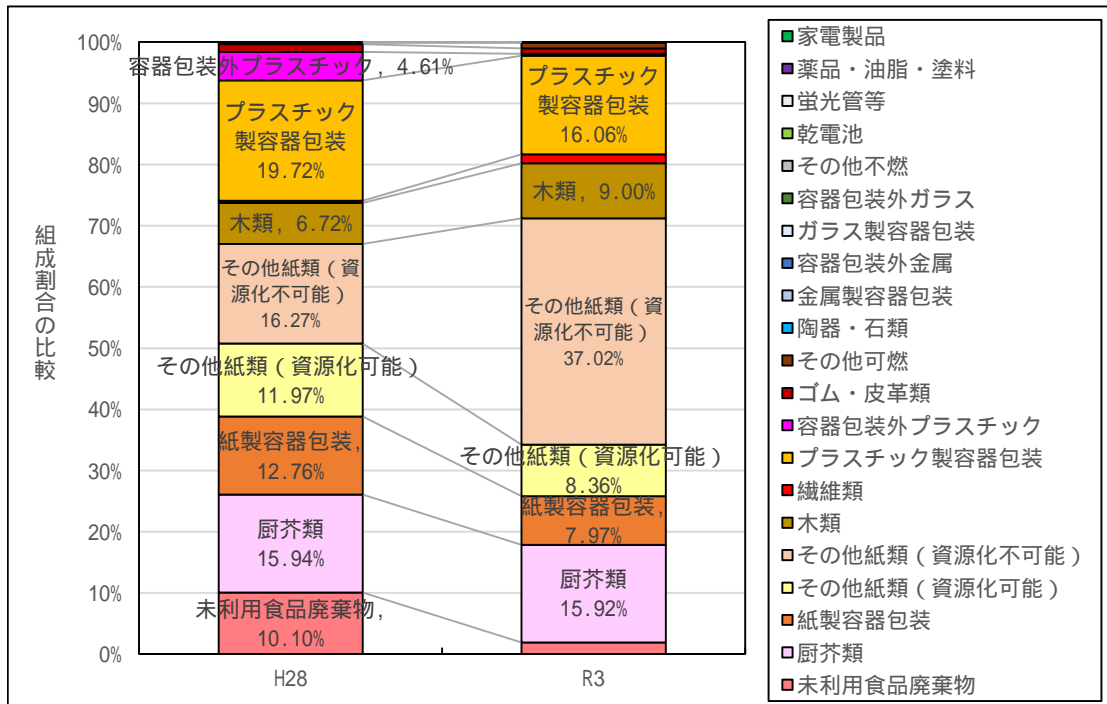 組成割合の比較
100%
90%
80%
70%
60%
50%
40%
30%
20%
10%
0%
容器包装外プラスチック, 4.61%
プラスチック
製容器包装
19.72%
木類, 6.72%
その他紙類（資
源化不可能）
16.27%
その他紙類（資源化可能）
11.97%
紙製容器包装,
12.76%
厨芥類
15.94%
未利用食品廃棄物,
10.10%
H28
プラスチック
製容器包装
16.06%
木類, 9.00%
その他紙類（資
源化不可能）
37.02%
その他紙類（資源化可能）
8.36%
紙製容器包装,
7.97%
厨芥類
15.92%
R3
家電製品
薬品・油脂・塗料
蛍光管等
乾電池
その他不燃
容器包装外ガラス
ガラス製容器包装
容器包装外金属
金属製容器包装
陶器・石類
その他可燃
ゴム・皮革類
容器包装外プラスチック
プラスチック製容器包装
繊維類
木類
その他紙類（資源化不可能）
その他紙類（資源化可能）
紙製容器包装
厨芥類
未利用食品廃棄物